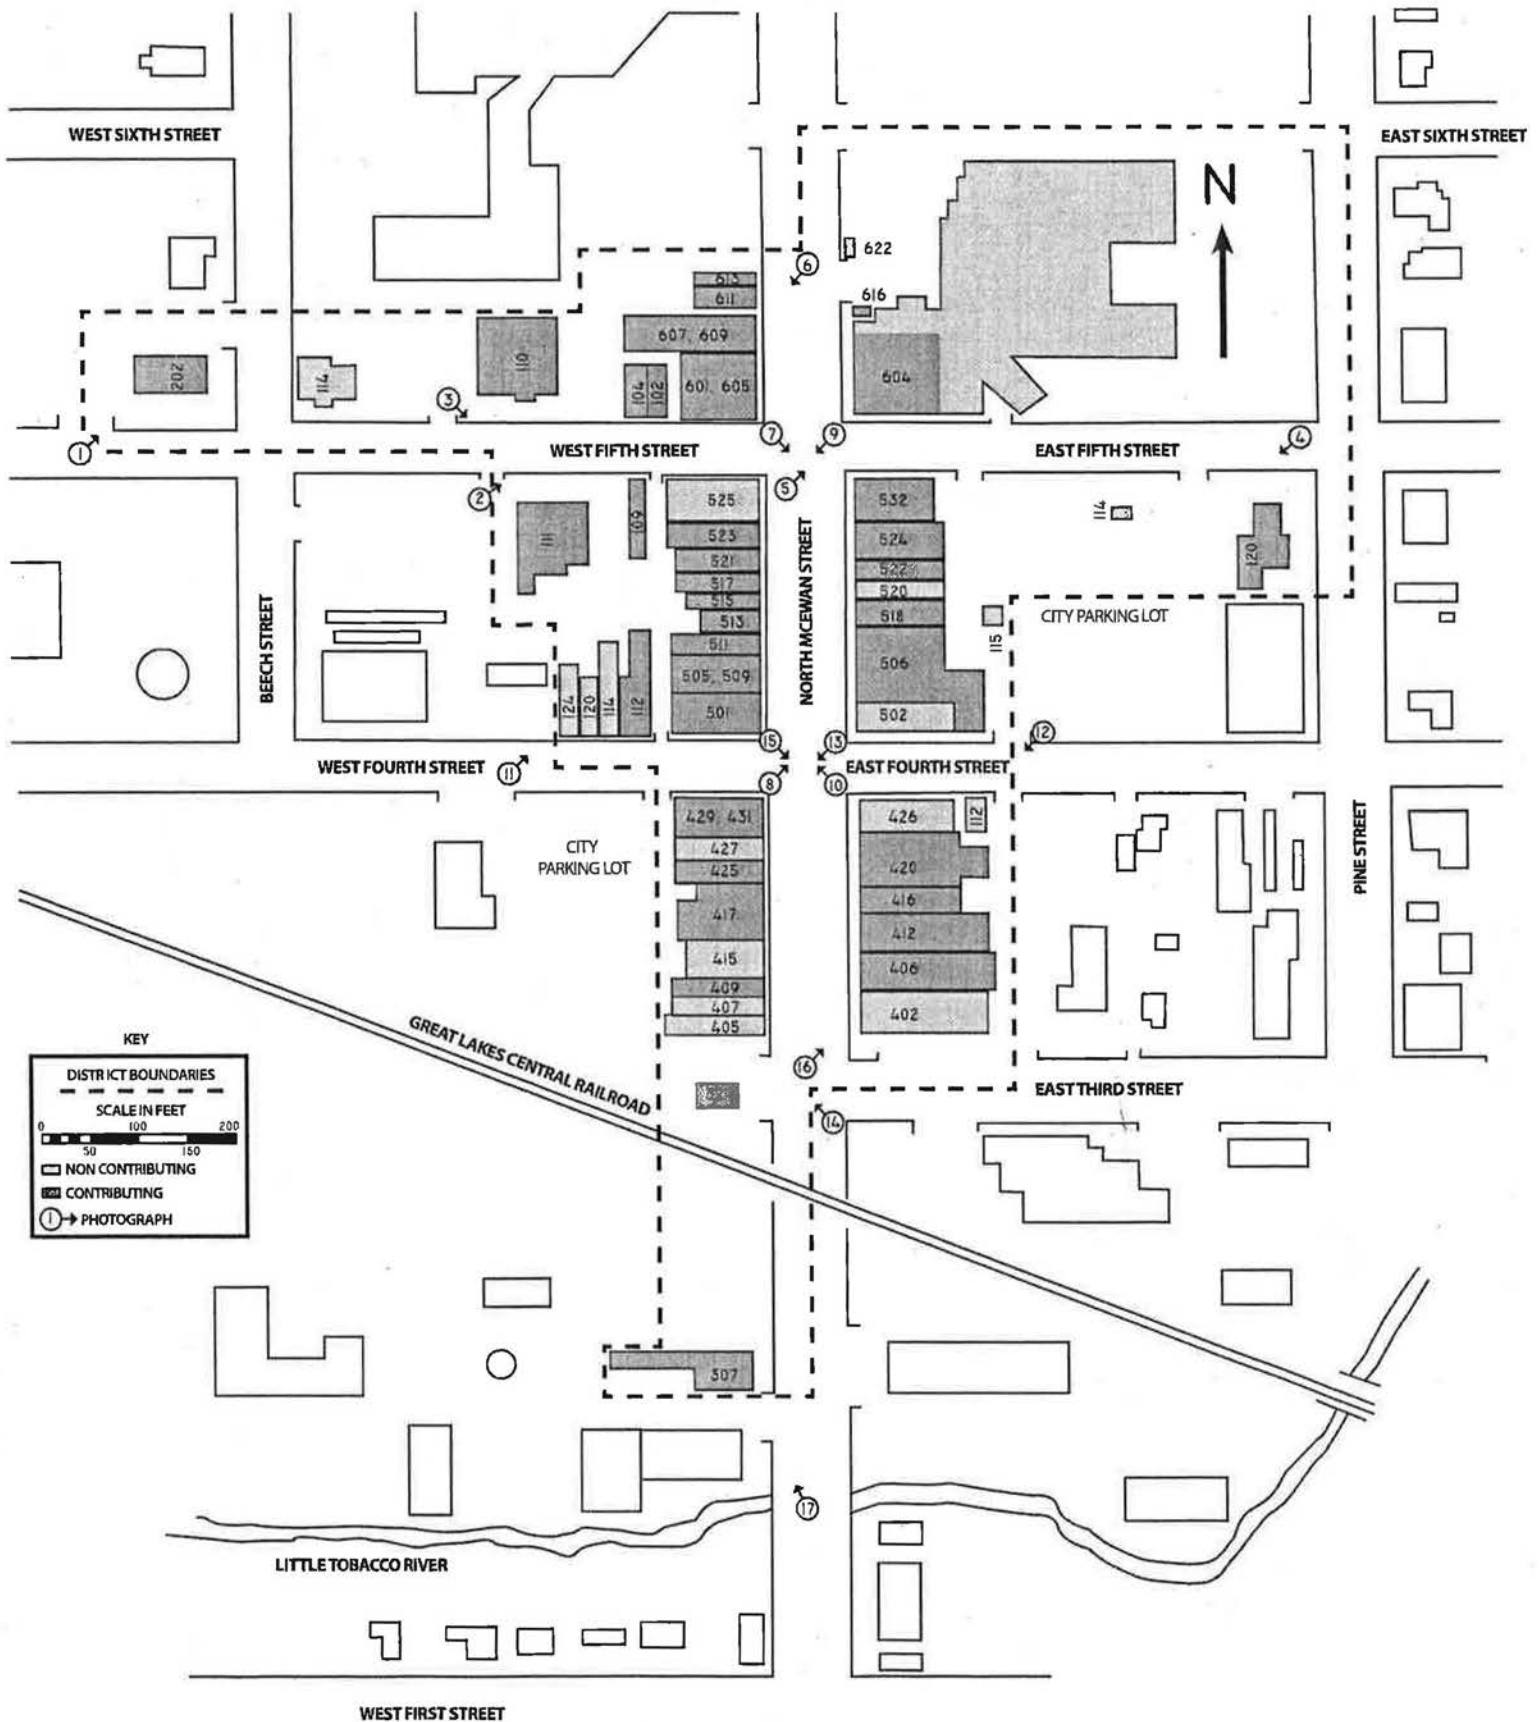 WEST SIXTH STREET
EAST SIXTH STREET
N
622
6
616
613
611
607, 609
202
114
110
104
102
601, 605
604
3
1
WEST FIFTH STREET
7
9
EAST FIFTH STREET
4
2
5
111
109
525
523
521
517
515
513
511
505, 509
501
NORTH MCEWAN STREET
532
524
522
520
518
506
502
114
120
115
CITY PARKING LOT
BEECH STREET
124
120
114
112
15
13
12
WEST FOURTH STREET
11
8
10
EAST FOURTH STREET
CITY
PARKING LOT
429, 431
427
425
417
415
409
407
405
426
112
420
416
412
406
402
PINE STREET
GREAT LAKES CENTRAL RAILROAD
16
EAST THIRD STREET
14
KEY
DISTRICT BOUNDARIES
SCALE IN FEET
0 100 200
50 150
NON CONTRIBUTING
CONTRIBUTING
1 PHOTOGRAPH
307
17
LITTLE TOBACCO RIVER
WEST FIRST STREET